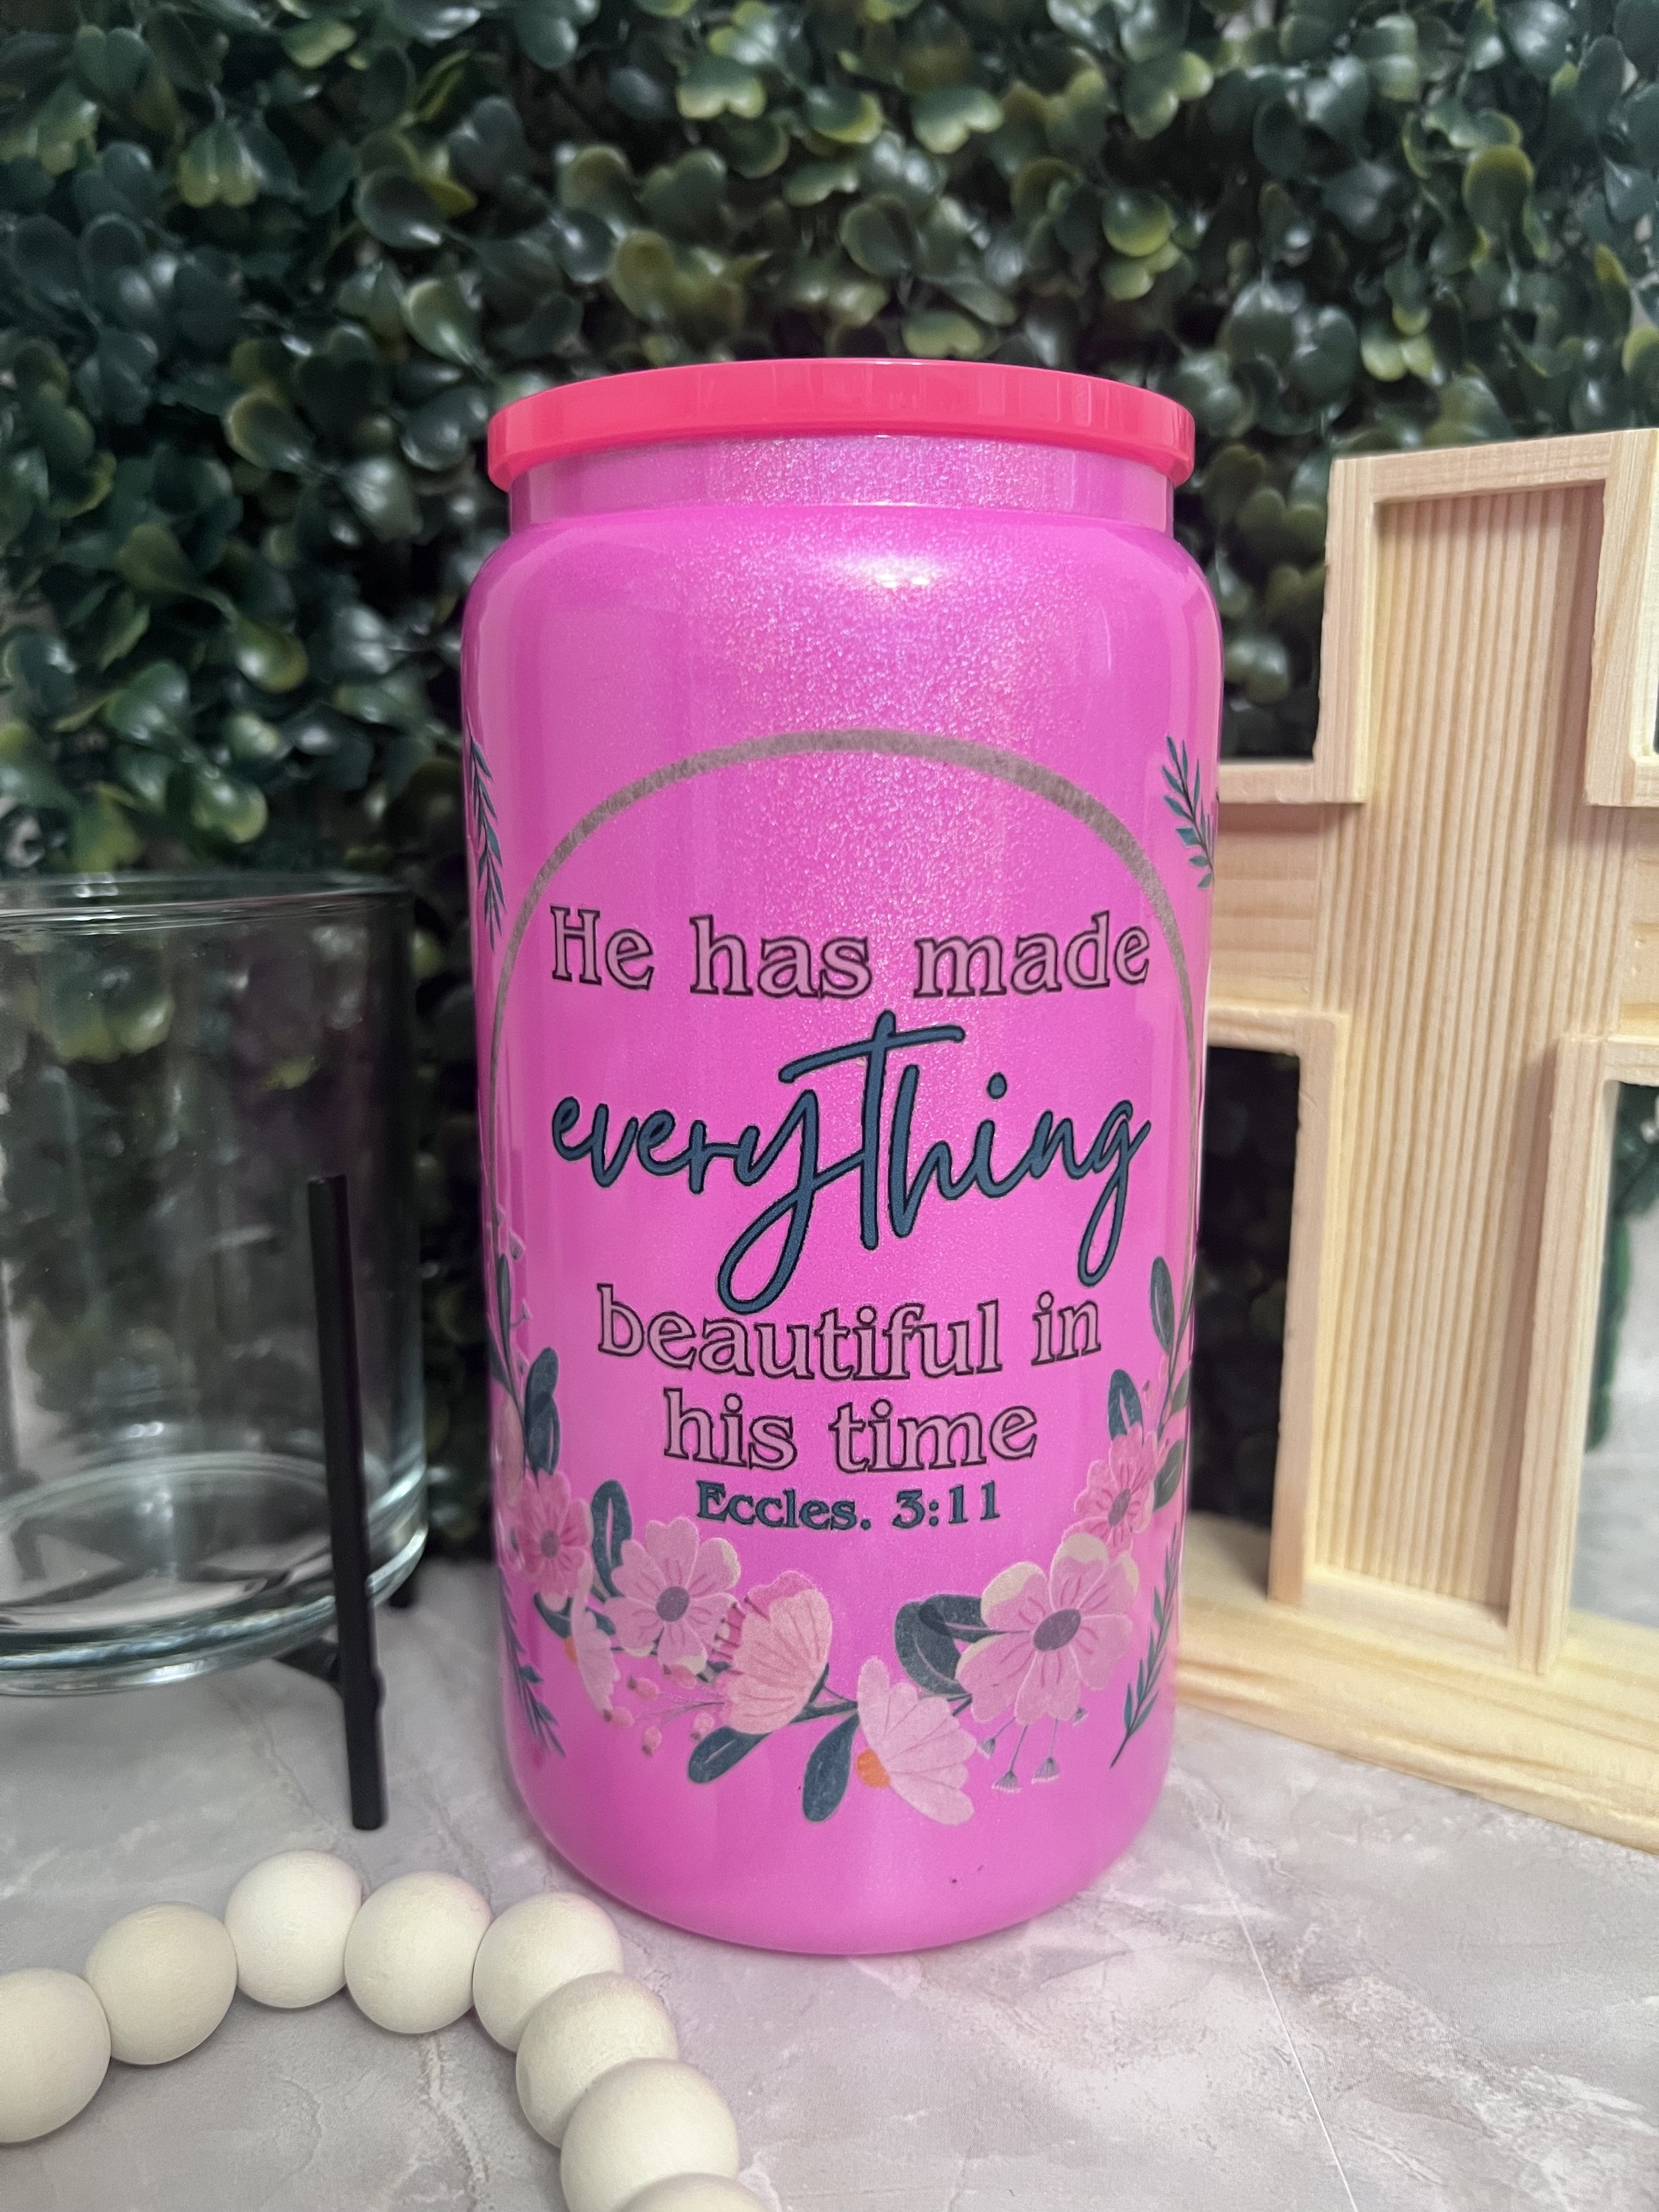 He has made
everything
beautiful in
his time
Eccles. 3:11